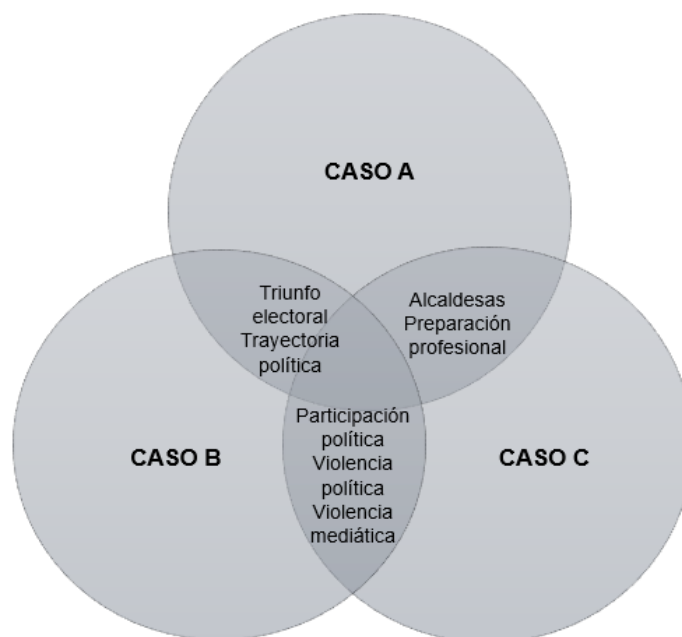 CASO A
Triunfo
electoral
Trayectoria
política
Alcaldesas
Preparación
profesional
Participación
política
Violencia
política
Violencia
mediática
CASO B
CASO C